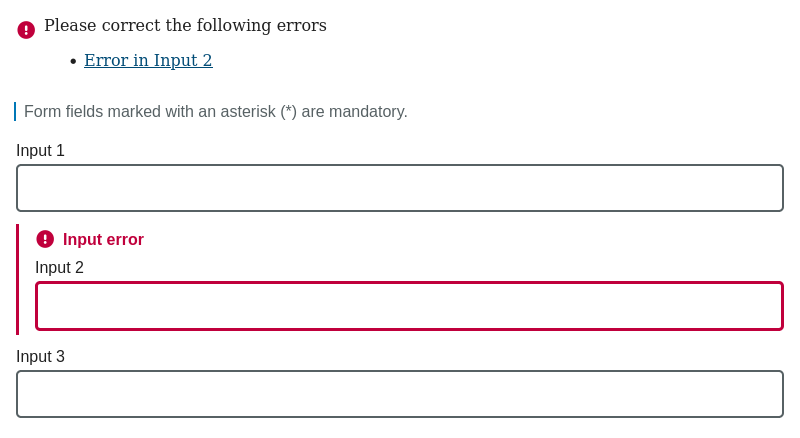 Please correct the following errors
• Error in Input 2
Form fields marked with an asterisk (*) are mandatory.
Input 1
Input error
Input 2
Input 3